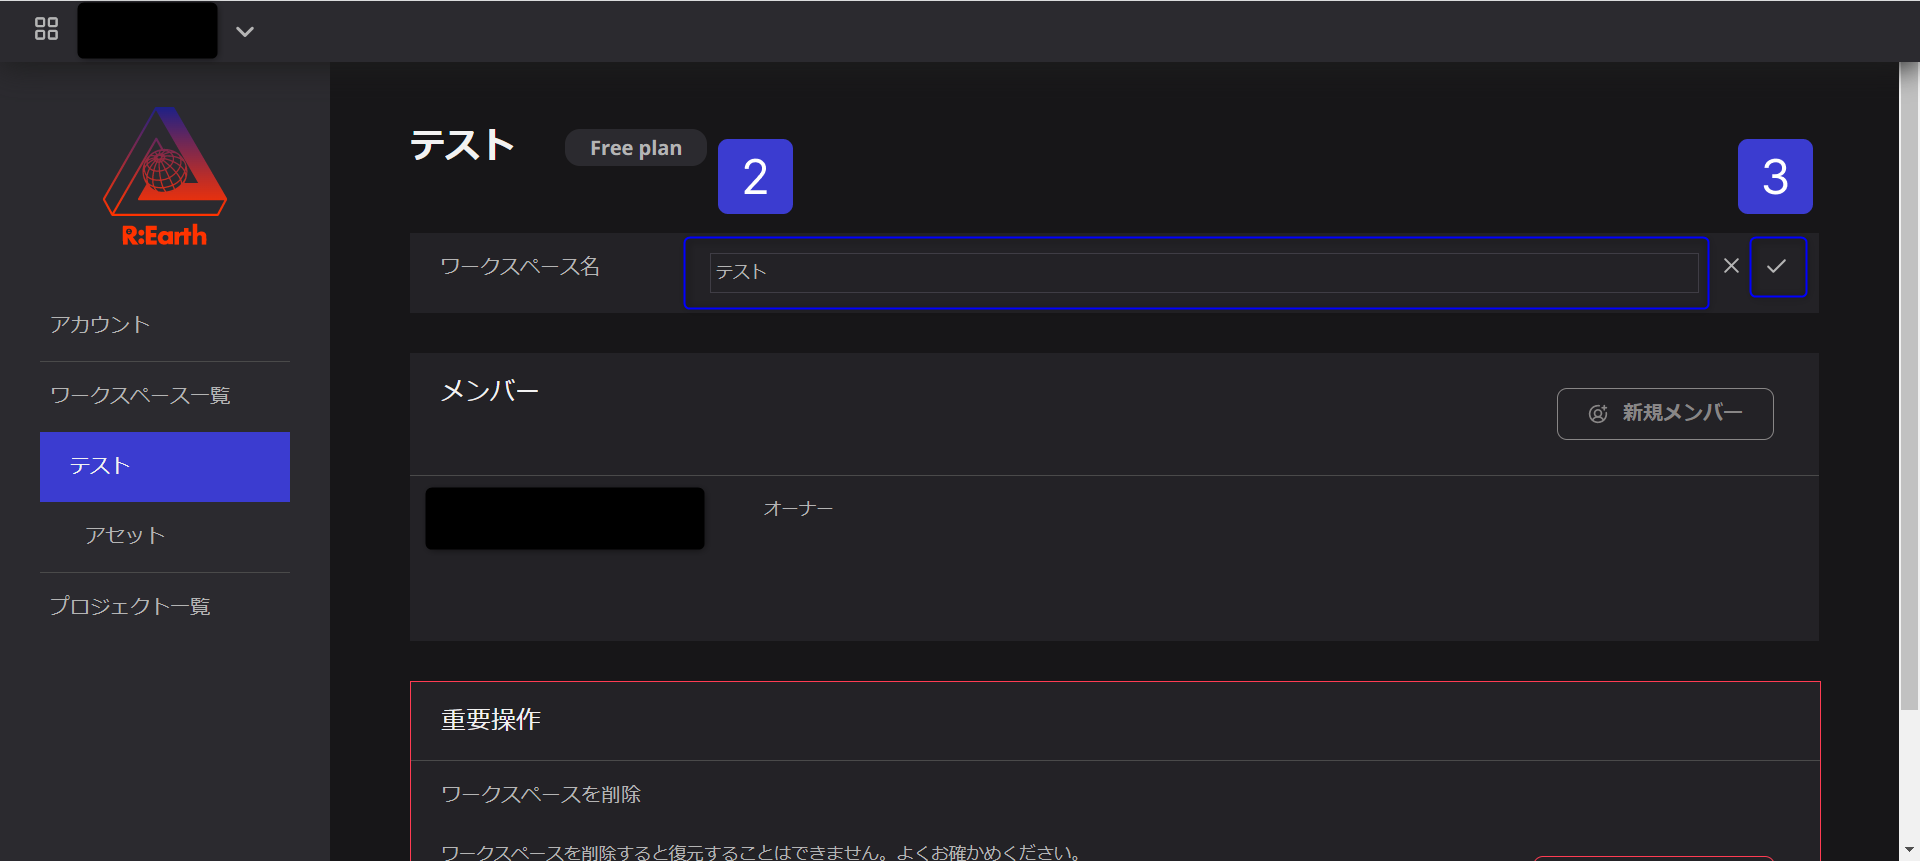 R:Earth
アカウント
ワークスペース一覧
テスト
アセット
プロジェクト一覧
テスト
Free plan
2
3
ワークスペース名
テスト
メンバー
新規メンバー
オーナー
重要操作
ワークスペースを削除
ワークスペースを削除すると復元することはできません。よくお確かめください。